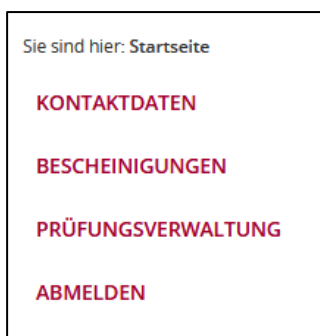 Sie sind hier: Startseite
KONTAKTDATEN
BESCHEINIGUNGEN
PRÜFUNGSVERWALTUNG
ABMELDEN